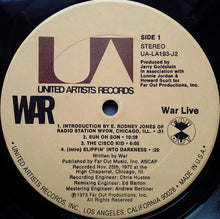 UA
SIDE 1
STEREO
UA-LA193-J2
Produced by
Jerry Goldstein
in association with
Lonnie Jordan &
Howard Scott for
Far Out Productions, Inc.
UNITED ARTISTS RECORDS
WAR
War Live
1. INTRODUCTION BY E. RODNEY JONES OF
RADIO STATION WVON, CHICAGO, ILL. • :31
2. SUN OH SON •
3. THE CISCO KID •
4. (intro) SLIPPIN' INTO DARKNESS •
Written by War
Published by Far Out Music, Inc. ASCAP
Recorded Nov. 25th, 1972 at the
High Chaparral, Chicago, Ill.
Recording Engineer: Chris Huston
Remixing Engineer: Ed Barton
Mastering Engineer: Andrew Berliner
℗ 1973 Far Out Productions, Inc.
UNITED ARTISTS RECORDS, INC. LOS ANGELES, CALIFORNIA 90028 • MADE IN U.S.A.